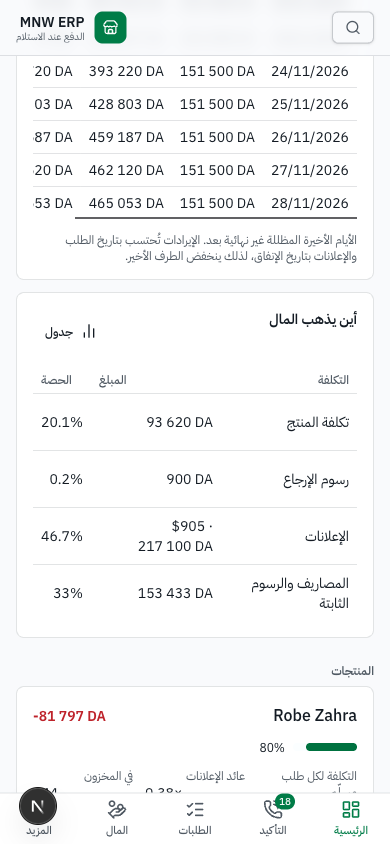 MNW ERP
الدفع عند الاستلام
24/11/2026 151 500 DA 393 220 DA 20 DA
25/11/2026 151 500 DA 428 803 DA 03 DA
26/11/2026 151 500 DA 459 187 DA 87 DA
27/11/2026 151 500 DA 462 120 DA 20 DA
28/11/2026 151 500 DA 465 053 DA 53 DA
الأيام الأخيرة المظللة غير نهائية بعد. الإيرادات تُحتسب بتاريخ الطلب
والإعلانات بتاريخ الإنفاق، لذلك ينخفض الطرف الأخير.
أين يذهب المال
جدول
التكلفة المبلغ الحصة
تكلفة المنتج 93 620 DA 20.1%
رسوم الإرجاع 900 DA 0.2%
الإعلانات $905 · 217 100 DA 46.7%
المصاريف والرسوم الثابتة 153 433 DA 33%
المنتجات
Robe Zahra -81 797 DA
80%
التكلفة لكل طلب عائد الإعلانات في المخزون
الرئيسية
18
التأكيد
الطلبات
المال
N
المزيد